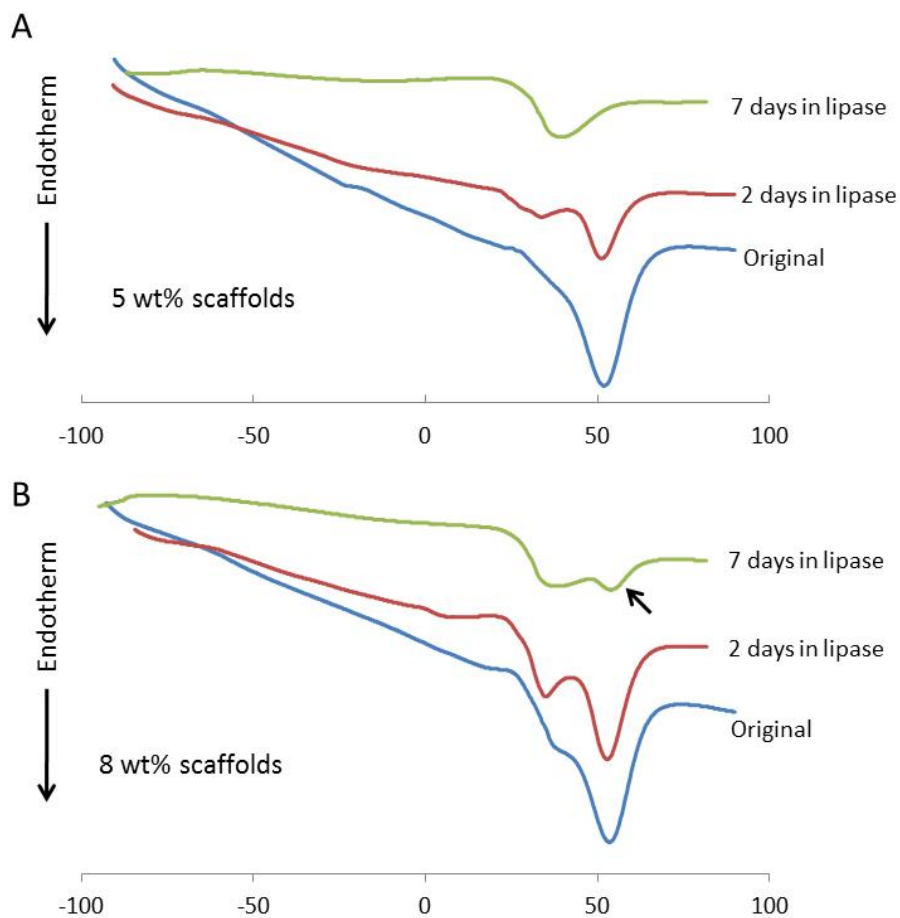 A
Endotherm
7 days in lipase
2 days in lipase
Original
5 wt% scaffolds
-100 -50 0 50 100
B
Endotherm
7 days in lipase
2 days in lipase
Original
8 wt% scaffolds
-100 -50 0 50 100